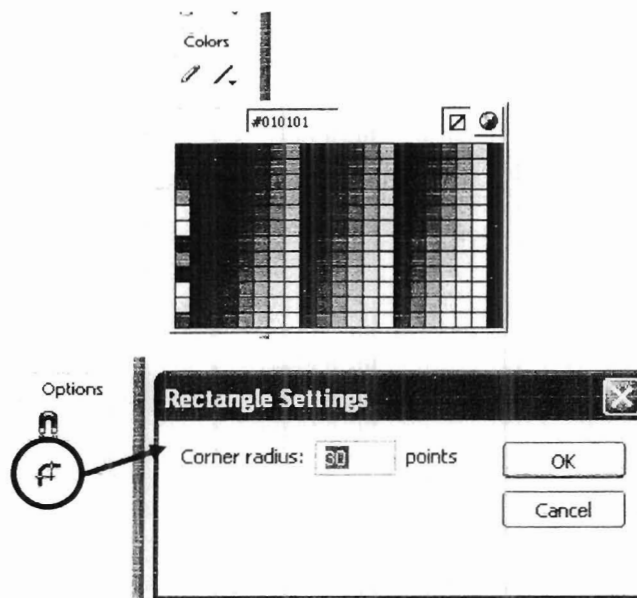 Colors
#010101
Options
Rectangle Settings
Corner radius: 30 points
OK
Cancel